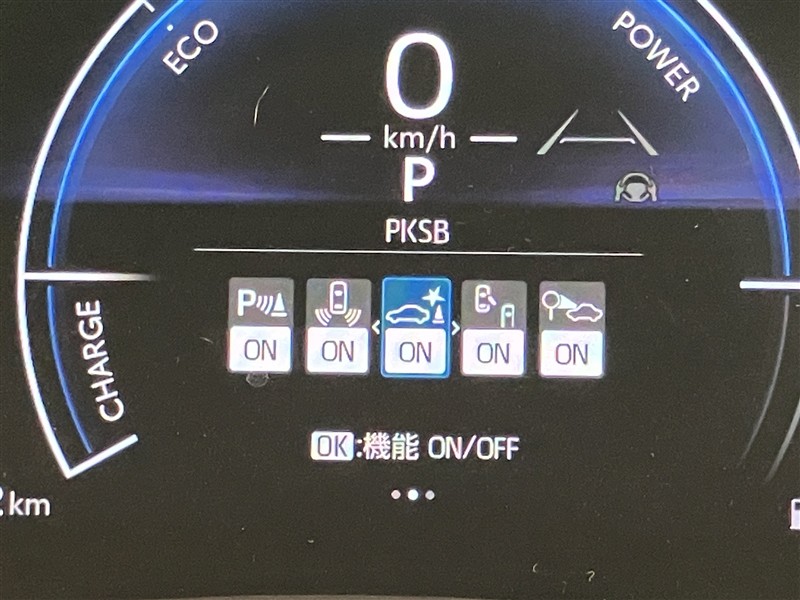 ECO
POWER
0
km/h
P
PKSB
P
ON ON ON ON ON
CHARGE
OK:機能 ON/OFF
km